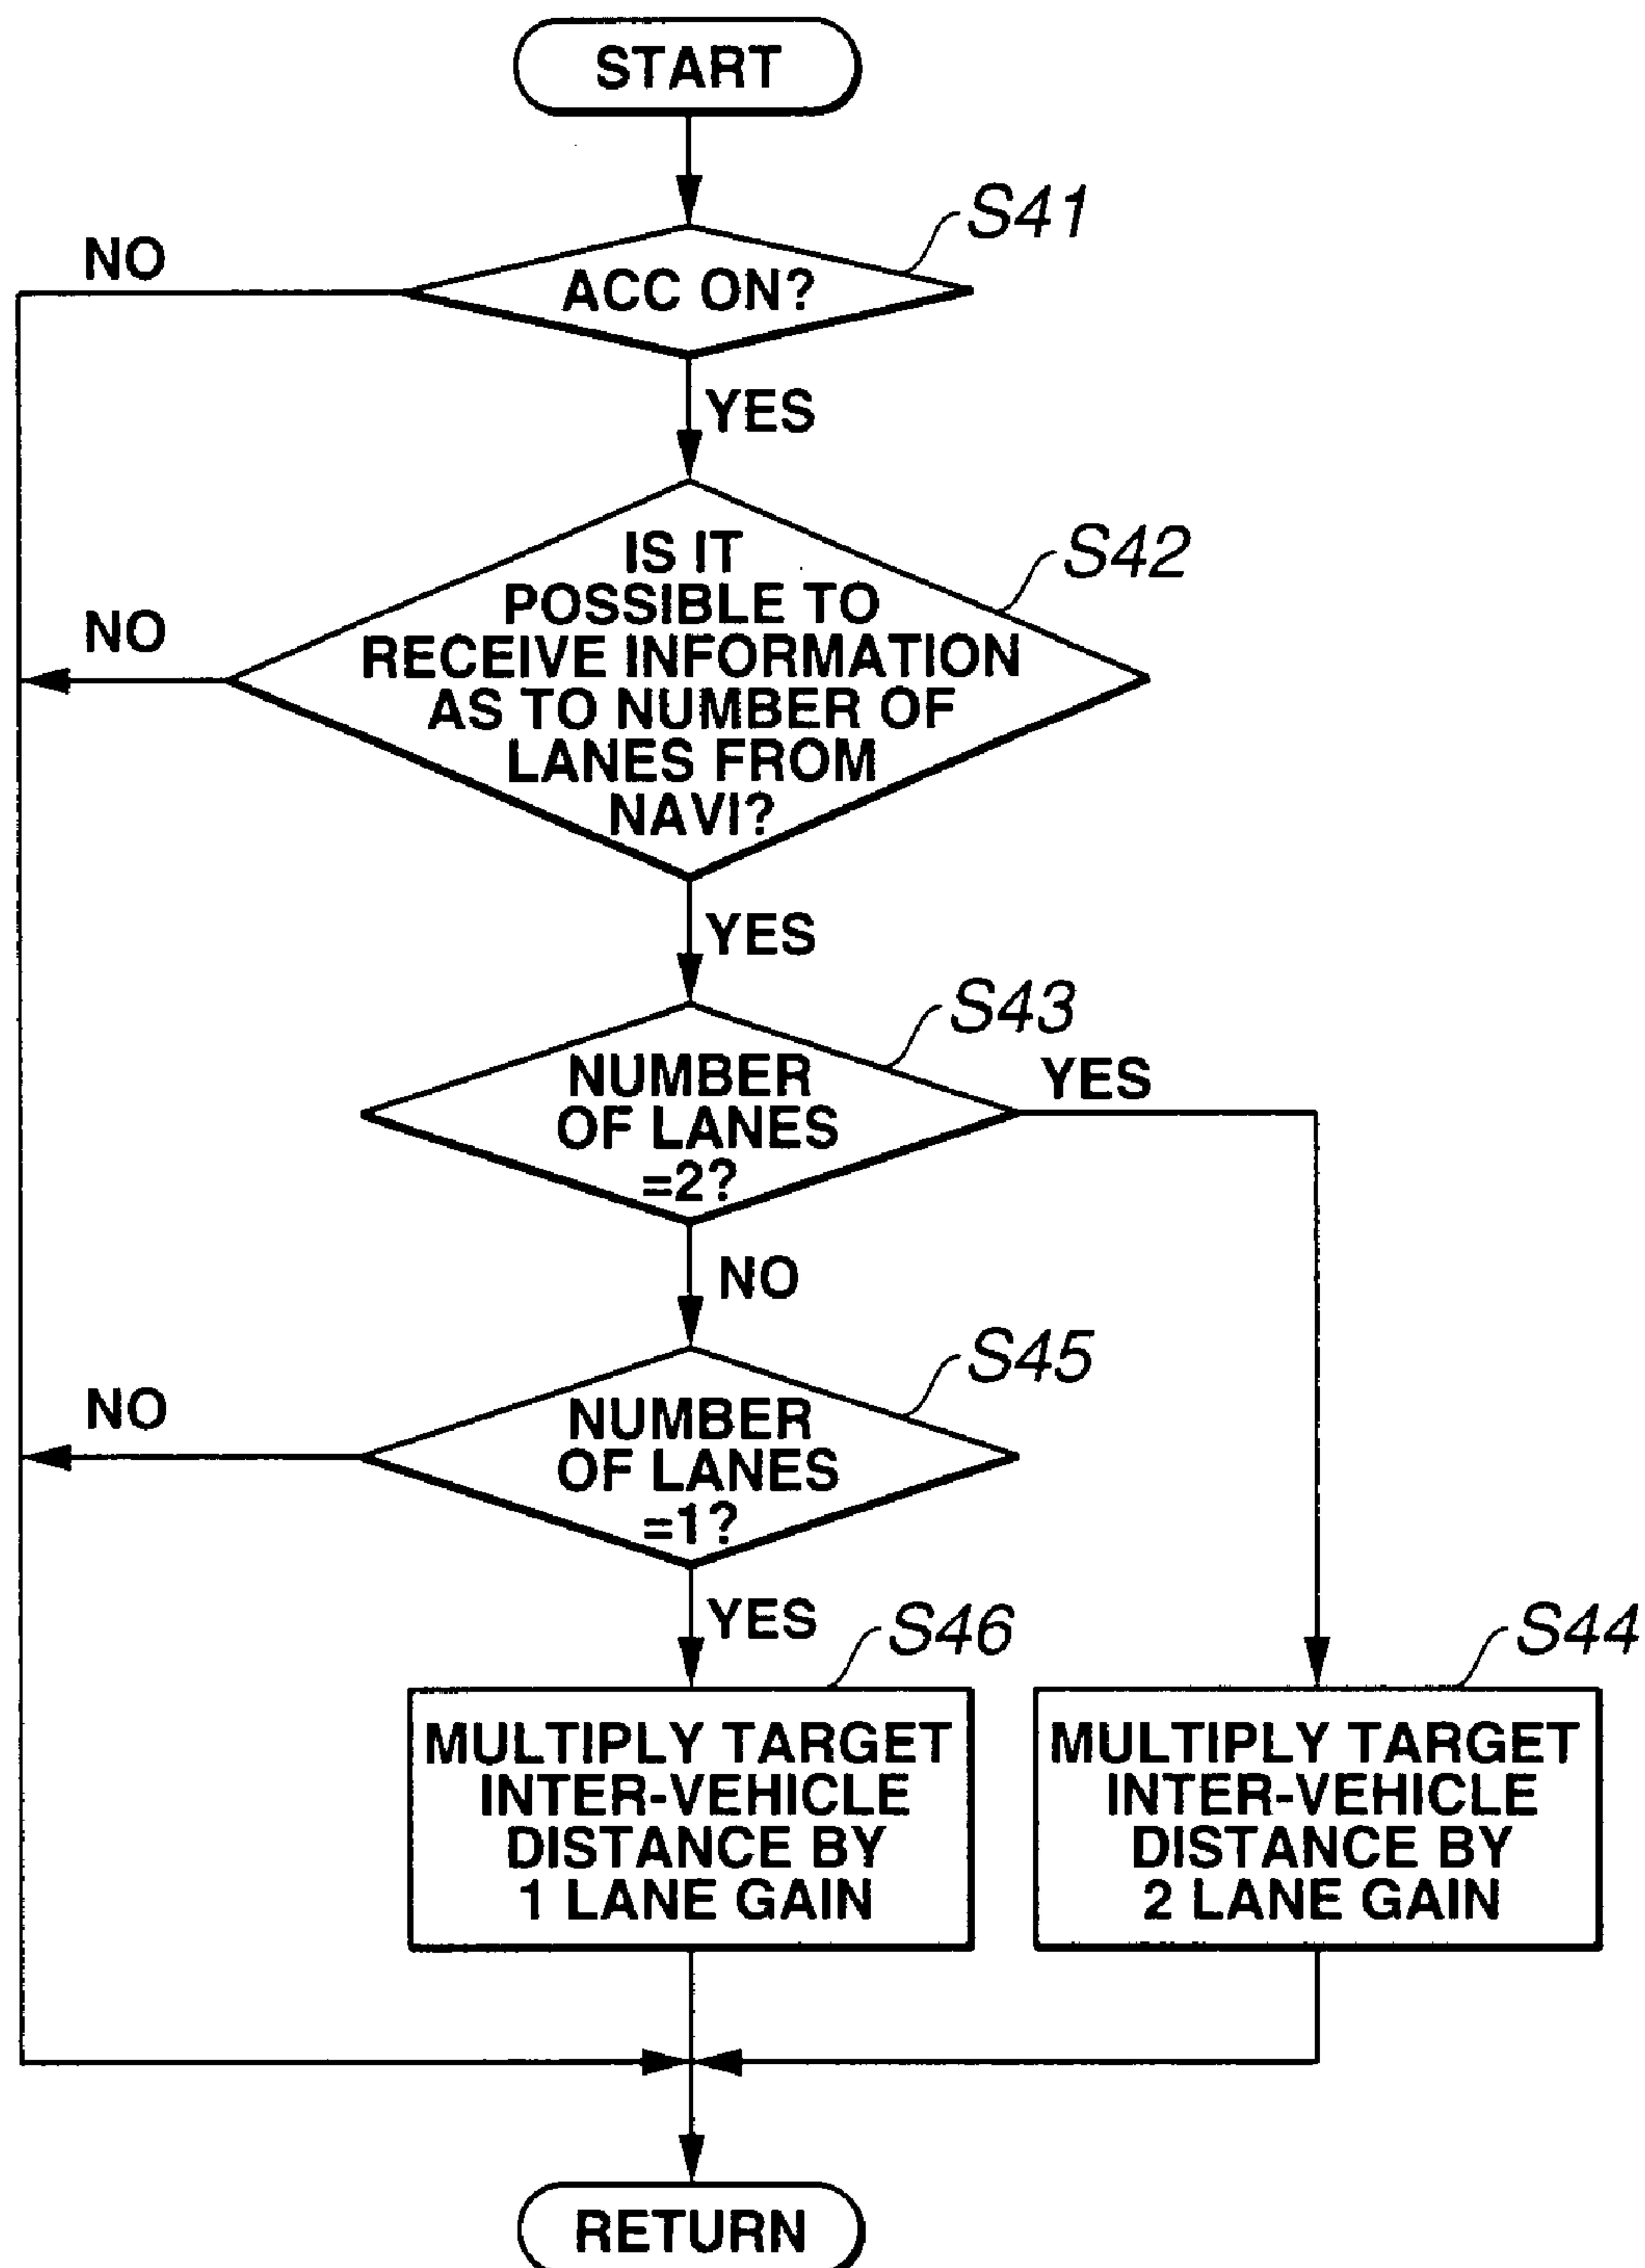 START
S41
NO
ACC ON?
YES
S42
IS IT
POSSIBLE TO
NO
RECEIVE INFORMATION
AS TO NUMBER OF
LANES FROM
NAVI?
YES
S43
NUMBER
OF LANES
=2?
YES
NO
S45
NO
NUMBER
OF LANES
=1?
YES
S46
S44
MULTIPLY TARGET
INTER-VEHICLE
DISTANCE BY
1 LANE GAIN
MULTIPLY TARGET
INTER-VEHICLE
DISTANCE BY
2 LANE GAIN
RETURN